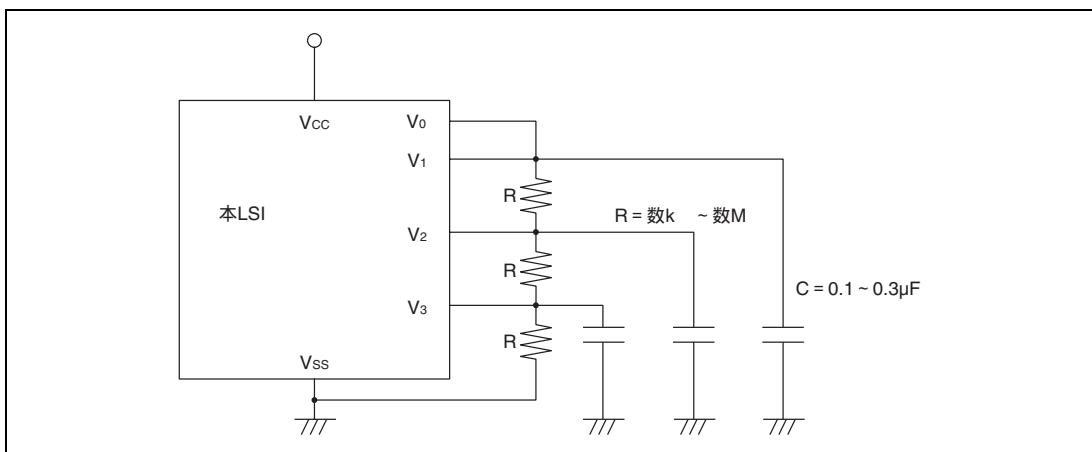 VCC
V0
V1
R
本LSI
R = 数k ～数M
V2
R
C = 0.1 ~ 0.3µF
V3
R
VSS